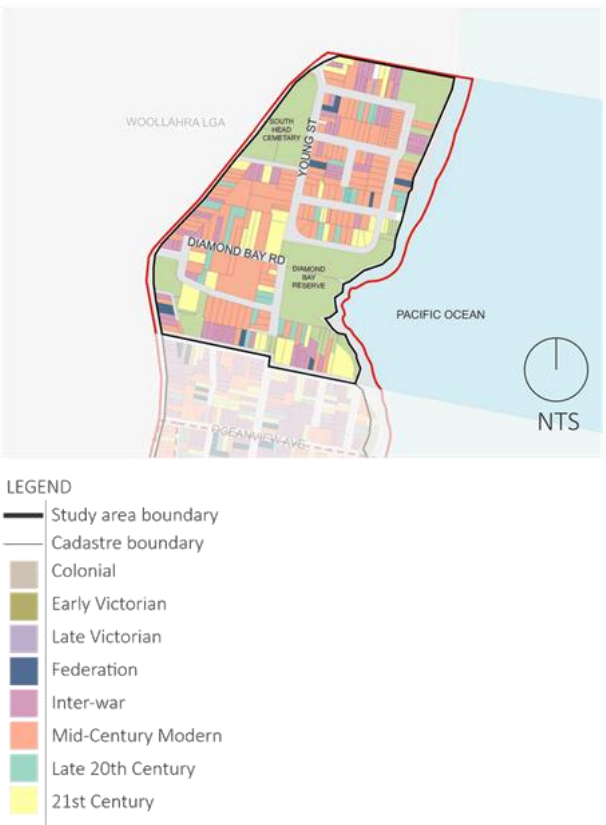 WOOLLAHRA LGA
SOUTH
HEAD
CEMETARY
YOUNG ST
DIAMOND BAY RD
DIAMOND
BAY
RESERVE
PACIFIC OCEAN
NTS
OCEANVIEW AVE
LEGEND
Study area boundary
Cadastre boundary
Colonial
Early Victorian
Late Victorian
Federation
Inter-war
Mid-Century Modern
Late 20th Century
21st Century